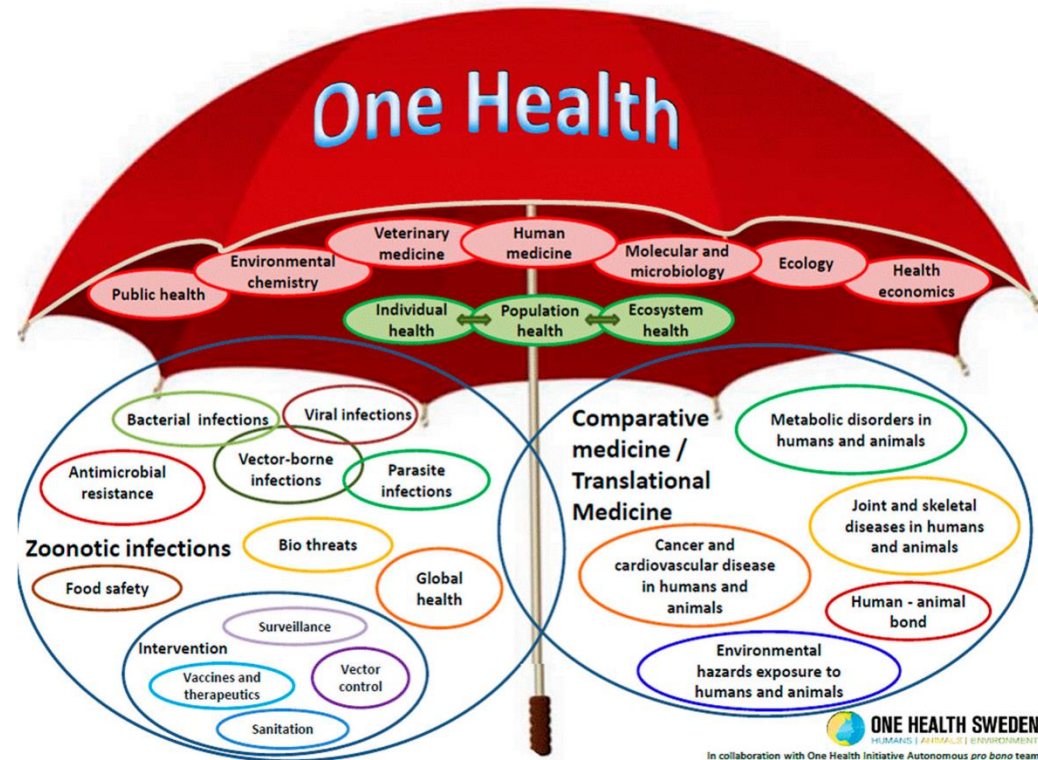 One Health
Public health
Environmental
chemistry
Veterinary
medicine
Human
medicine
Molecular and
microbiology
Ecology
Health
economics
Individual
health
Population
health
Ecosystem
health
Bacterial infections
Viral infections
Vector-borne
infections
Parasite
infections
Antimicrobial
resistance
Zoonotic infections
Bio threats
Food safety
Global
health
Intervention
Surveillance
Vaccines and
therapeutics
Vector
control
Sanitation
Comparative
medicine /
Translational
Medicine
Metabolic disorders in
humans and animals
Joint and skeletal
diseases in humans
and animals
Cancer and
cardiovascular disease
in humans and
animals
Human - animal
bond
Environmental
hazards exposure to
humans and animals
ONE HEALTH SWEDEN
HUMANS | ANIMALS | ENVIRONMENT
In collaboration with One Health Initiative Autonomous pro bono team